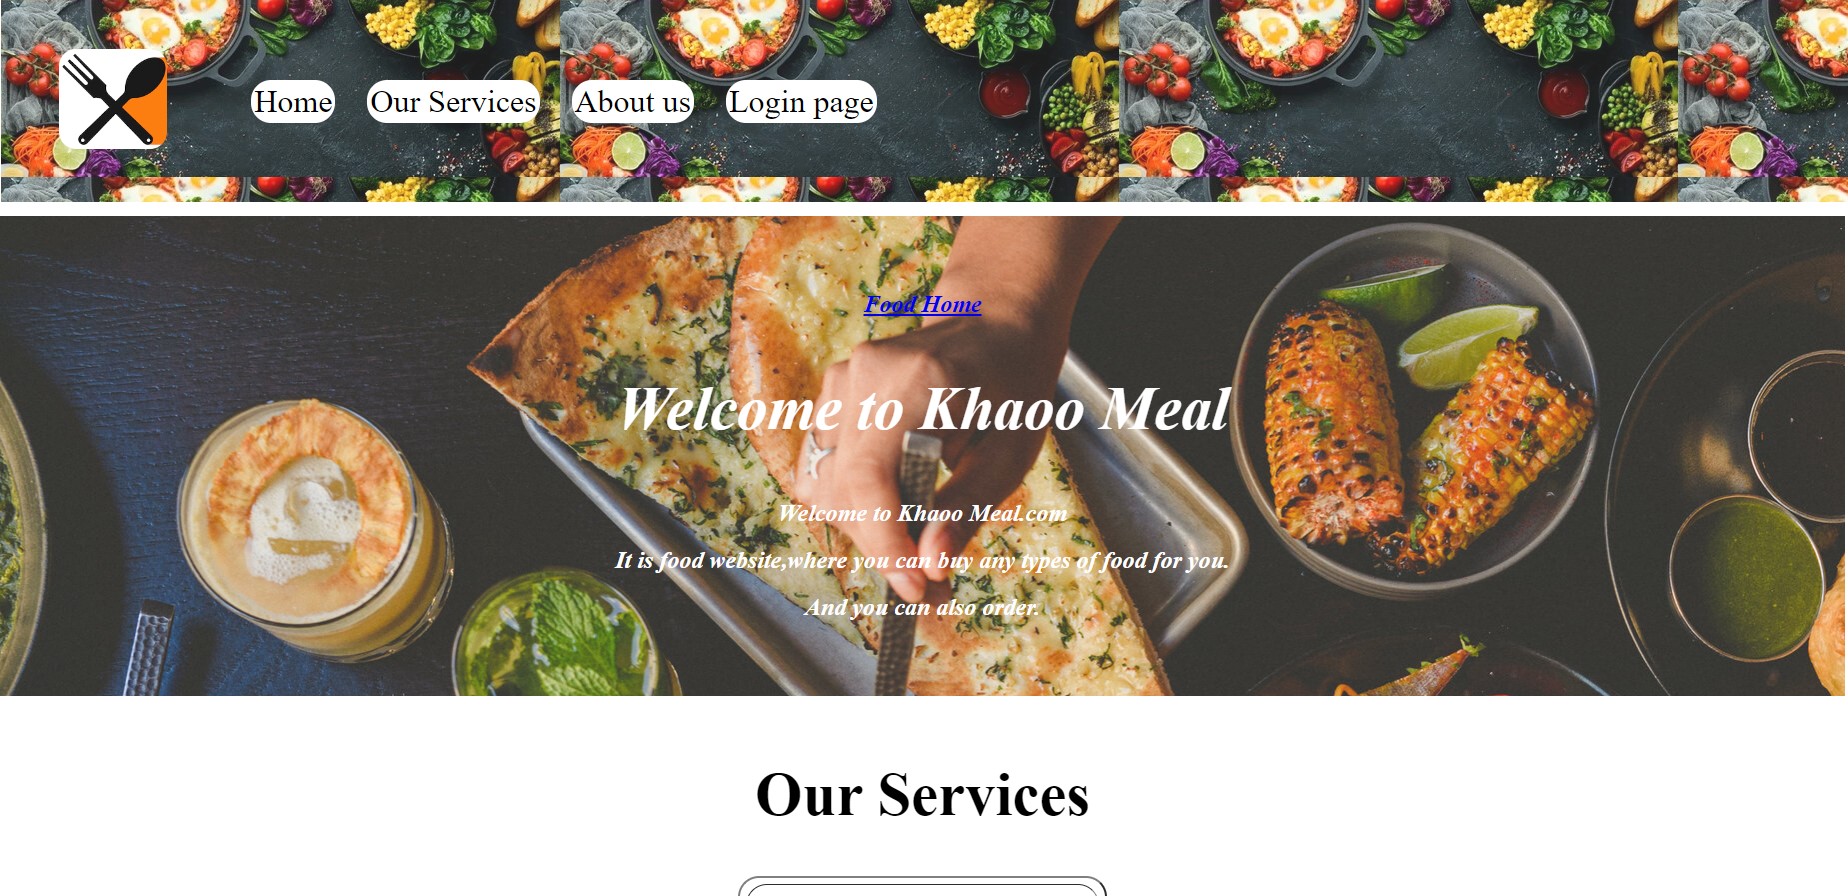 Home
Our Services
About us
Login page
Food Home
Welcome to Khaoo Meal
Welcome to Khaoo Meal.com
It is food website,where you can buy any types of food for you.
And you can also order.
Our Services